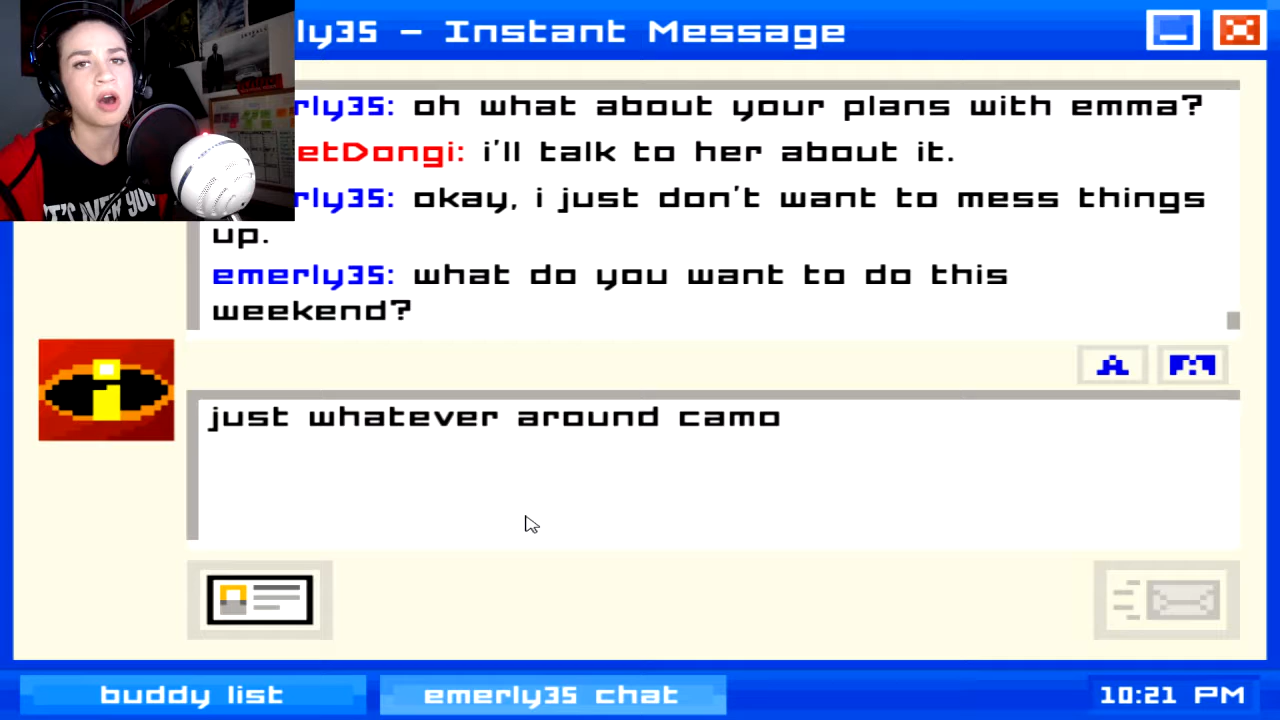 ly35 - Instant Message
rly35: oh what about your plans with emma?
etDongi: i'll talk to her about it.
rly35: okay, i just don't want to mess things
up.
emerly35: what do you want to do this
weekend?
A M
just whatever around camp
buddy list
emerly35 chat
10:21 PM